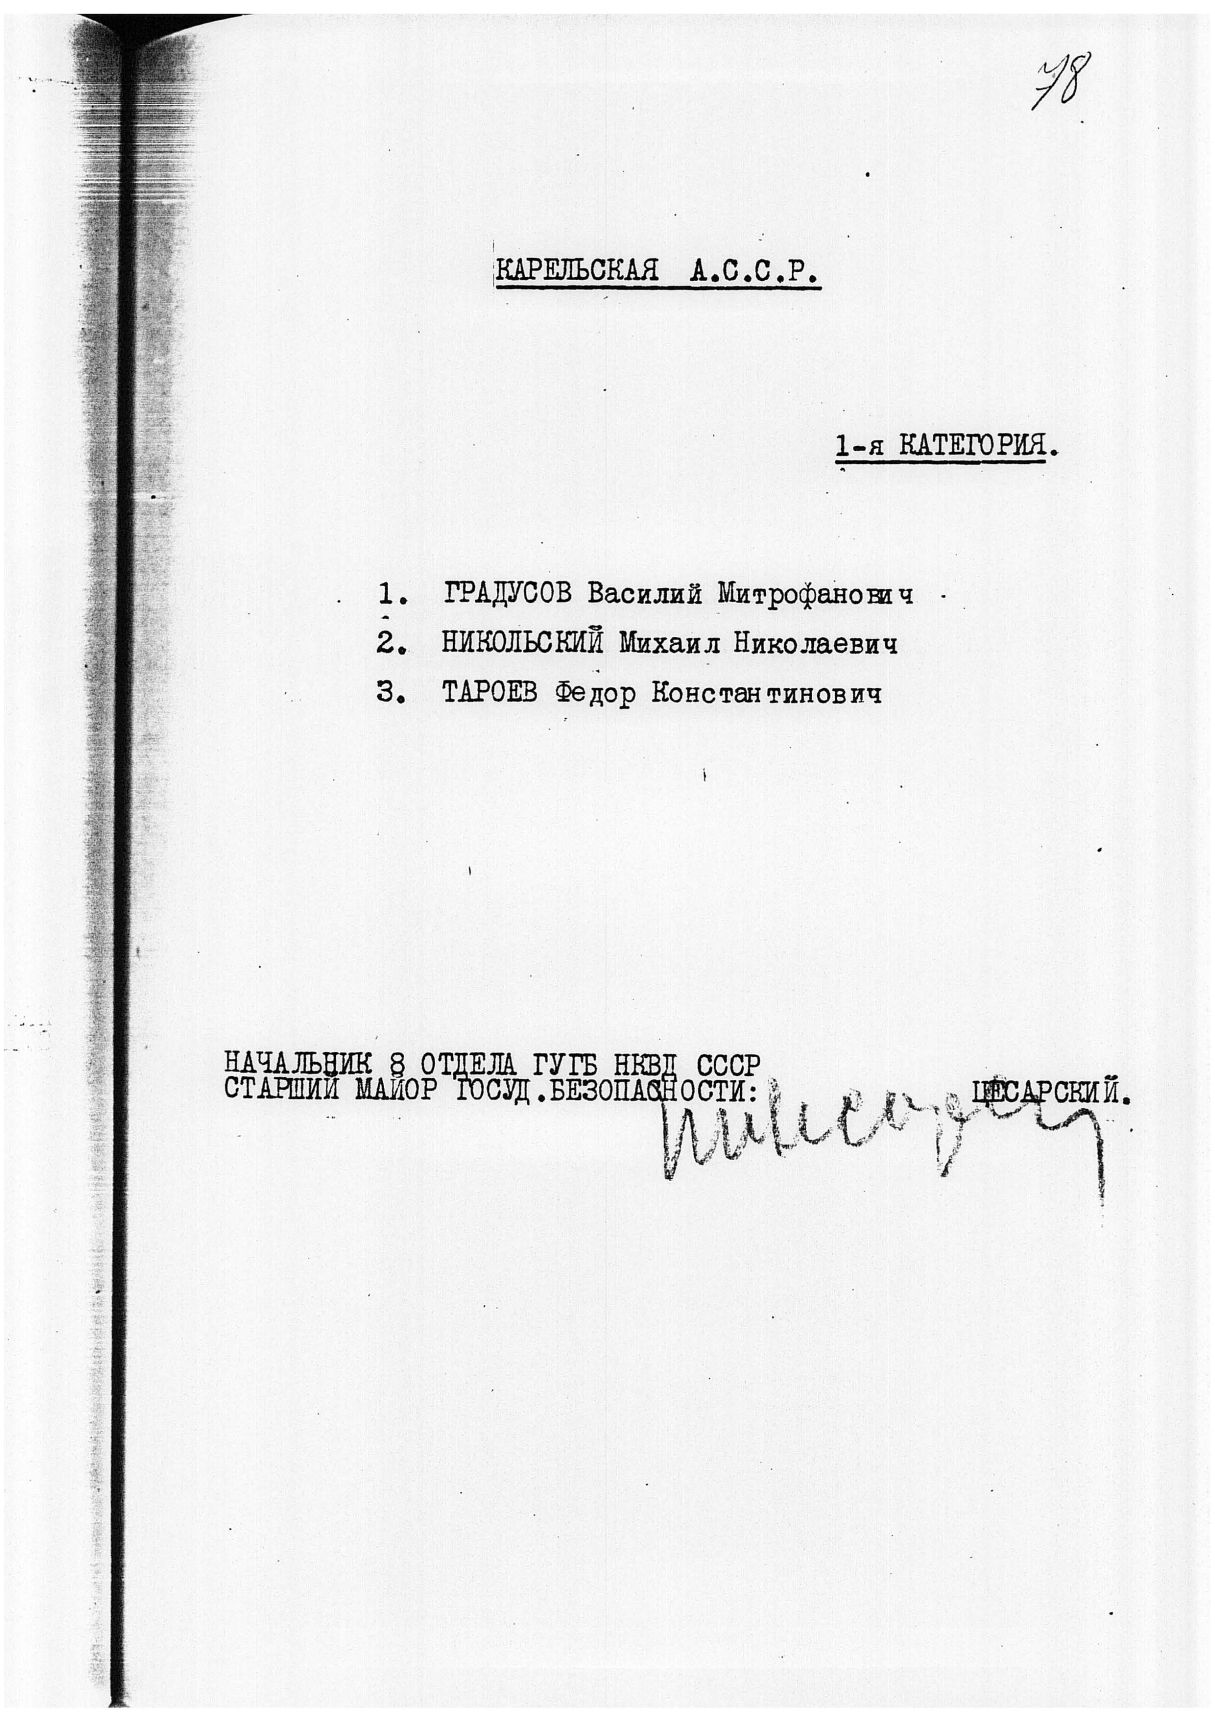 78
КАРЕЛЬСКАЯ А.С.С.Р.
1-я КАТЕГОРИЯ.
1. ГРАДУСОВ Василий Митрофанович
2. НИКОЛЬСКИЙ Михаил Николаевич
3. ТАРОЕВ Федор Константинович
НАЧАЛЬНИК 8 ОТДЕЛА ГУГБ НКВД СССР
СТАРШИЙ МАЙОР ГОСУД.БЕЗОПАСНОСТИ: ЦЕСАРСКИЙ.